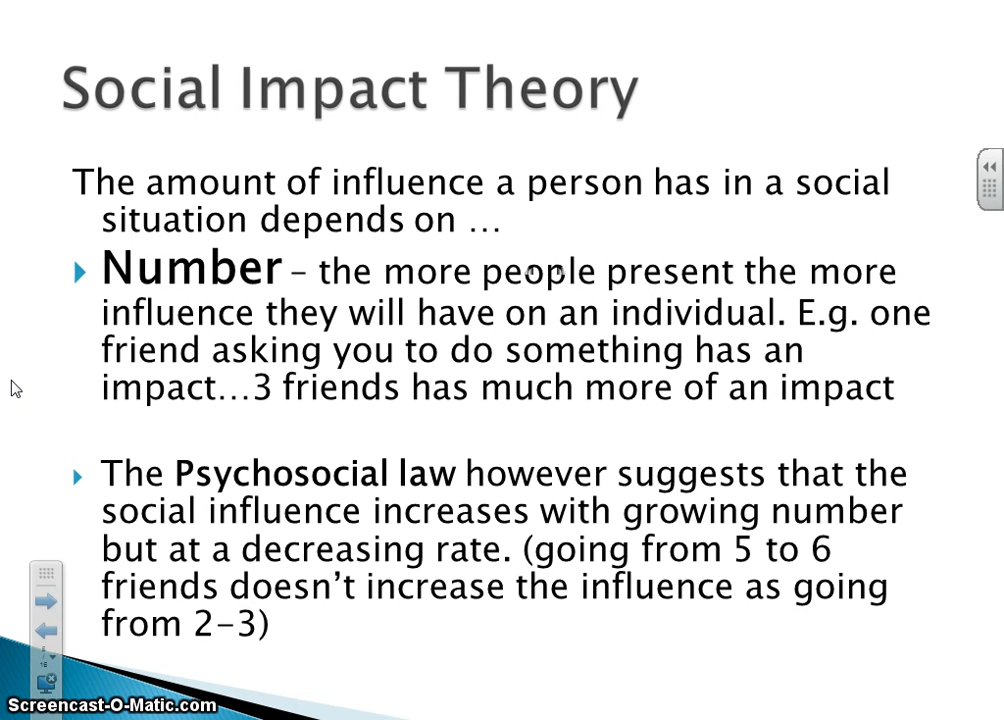 Social Impact Theory
The amount of influence a person has in a social
situation depends on …
Number – the more people present the more
influence they will have on an individual. E.g. one
friend asking you to do something has an
impact…3 friends has much more of an impact
The Psychosocial law however suggests that the
social influence increases with growing number
but at a decreasing rate. (going from 5 to 6
friends doesn’t increase the influence as going
from 2-3)
Screencast-O-Matic.com